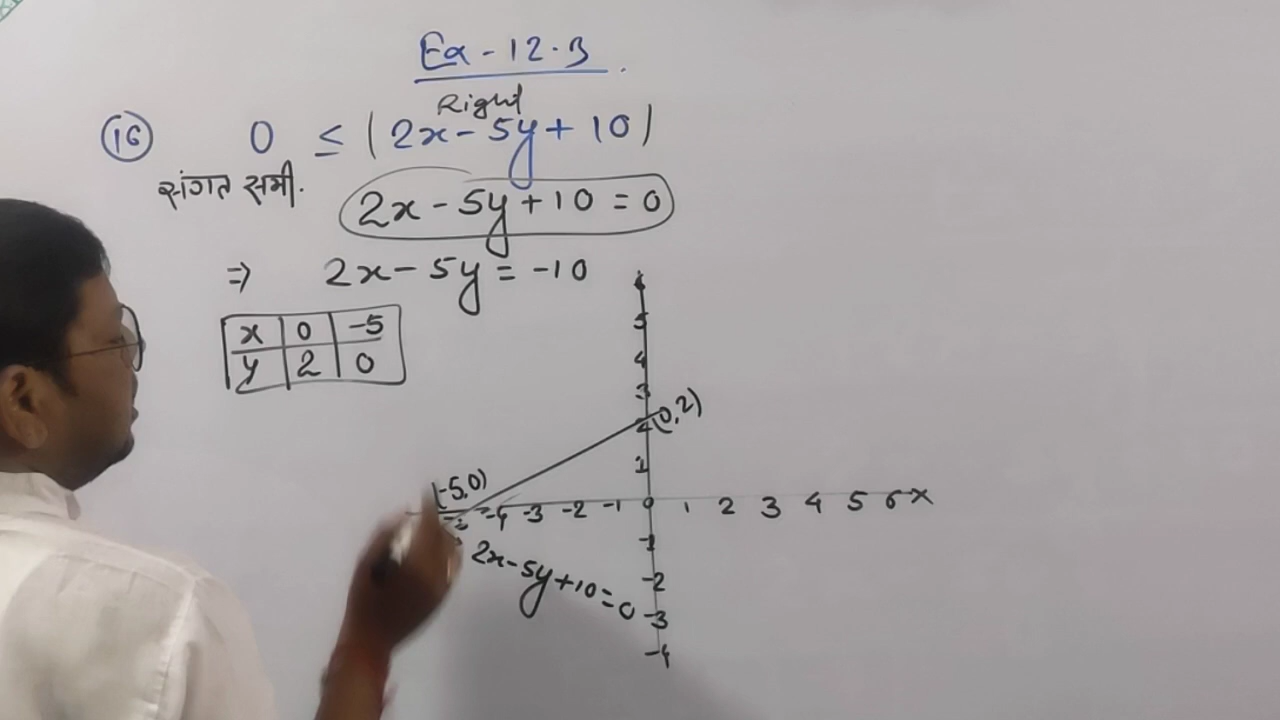 Ex - 12.3
Right
(16) 0 ≤ (2x - 5y + 10)
संगत समी.
2x - 5y + 10 = 0
⇒ 2x - 5y = -10
x 0 -5
y 2 0
5
4
3
(0,2)
1
(-5,0)
-4 -3 -2 -1 0 1 2 3 4 5 6 x
-1
2x - 5y + 10 = 0
-2
-3
-4